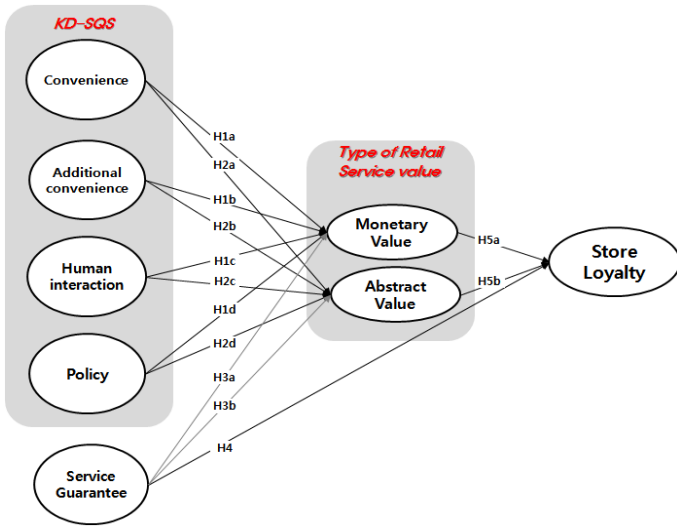 KD-SQS
Convenience
Additional
convenience
Human
interaction
Policy
Service
Guarantee
H1a
H2a
H1b
H2b
H1c
H2c
H1d
H2d
H3a
H3b
H4
Type of Retail
Service value
Monetary
Value
Abstract
Value
H5a
H5b
Store
Loyalty